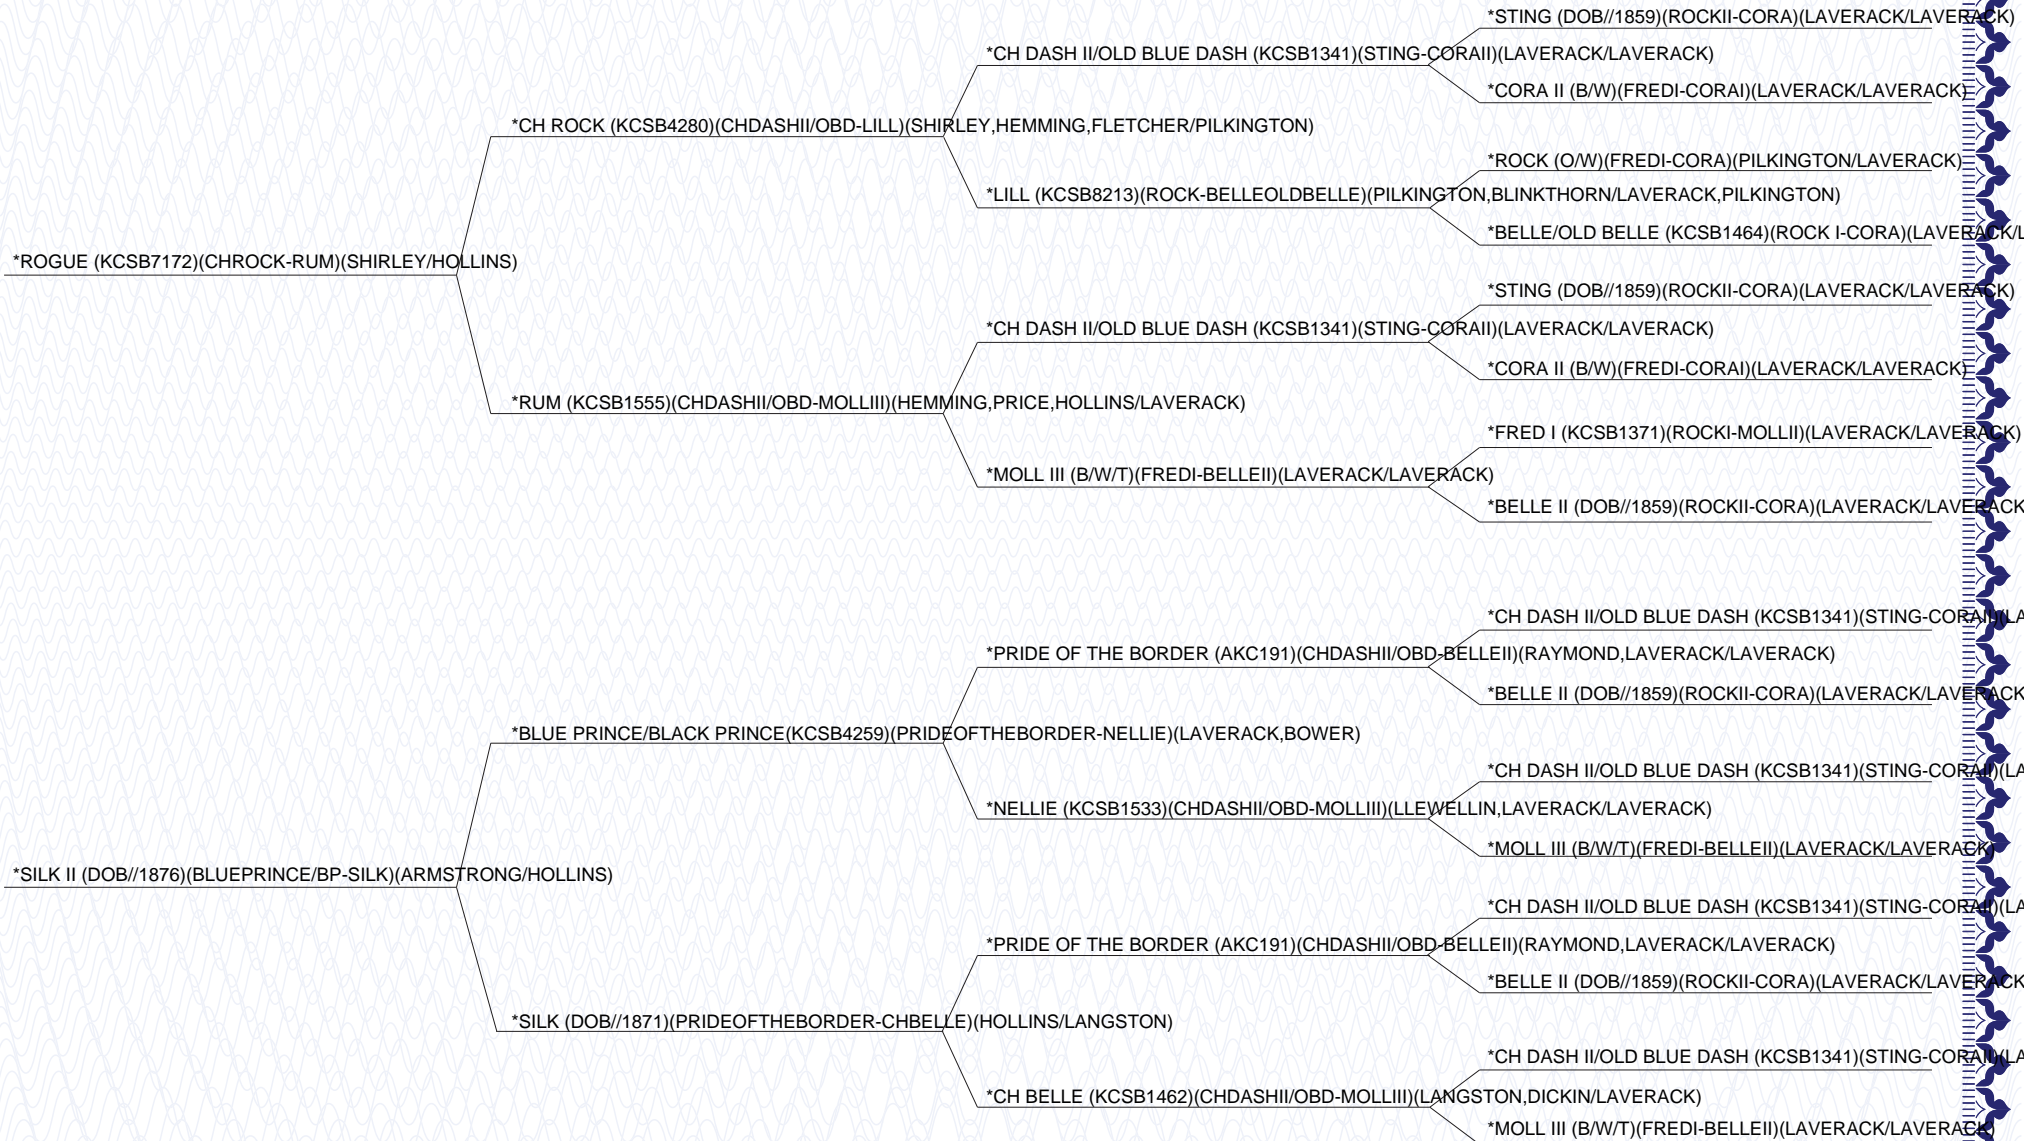 *STING (DOB//1859)(ROCKII-CORA)(LAVERACK/LAVERACK)
*CH DASH II/OLD BLUE DASH (KCSB1341)(STING-CORAII)(LAVERACK/LAVERACK)
*CORA II (B/W)(FREDI-CORAI)(LAVERACK/LAVERACK)
*CH ROCK (KCSB4280)(CHDASHII/OBD-LILL)(SHIRLEY,HEMMING,FLETCHER/PILKINGTON)
*ROCK (O/W)(FREDI-CORA)(PILKINGTON/LAVERACK)
*LILL (KCSB8213)(ROCK-BELLEOLDBELLE)(PILKINGTON,BLINKTHORN/LAVERACK,PILKINGTON)
*BELLE/OLD BELLE (KCSB1464)(ROCK I-CORA)(LAVERACK/L
*ROGUE (KCSB7172)(CHROCK-RUM)(SHIRLEY/HOLLINS)
*STING (DOB//1859)(ROCKII-CORA)(LAVERACK/LAVERACK)
*CH DASH II/OLD BLUE DASH (KCSB1341)(STING-CORAII)(LAVERACK/LAVERACK)
*CORA II (B/W)(FREDI-CORAI)(LAVERACK/LAVERACK)
*RUM (KCSB1555)(CHDASHII/OBD-MOLLIII)(HEMMING,PRICE,HOLLINS/LAVERACK)
*FRED I (KCSB1371)(ROCKI-MOLLII)(LAVERACK/LAVERACK)
*MOLL III (B/W/T)(FREDI-BELLEII)(LAVERACK/LAVERACK)
*BELLE II (DOB//1859)(ROCKII-CORA)(LAVERACK/LAVERACK
*CH DASH II/OLD BLUE DASH (KCSB1341)(STING-CORAII)(LA
*PRIDE OF THE BORDER (AKC191)(CHDASHII/OBD-BELLEII)(RAYMOND,LAVERACK/LAVERACK)
*BELLE II (DOB//1859)(ROCKII-CORA)(LAVERACK/LAVERACK
*BLUE PRINCE/BLACK PRINCE(KCSB4259)(PRIDEOFTHEBORDER-NELLIE)(LAVERACK,BOWER)
*CH DASH II/OLD BLUE DASH (KCSB1341)(STING-CORAII)(LA
*NELLIE (KCSB1533)(CHDASHII/OBD-MOLLIII)(LLEWELLIN,LAVERACK/LAVERACK)
*MOLL III (B/W/T)(FREDI-BELLEII)(LAVERACK/LAVERACK)
*SILK II (DOB//1876)(BLUEPRINCE/BP-SILK)(ARMSTRONG/HOLLINS)
*CH DASH II/OLD BLUE DASH (KCSB1341)(STING-CORAII)(LA
*PRIDE OF THE BORDER (AKC191)(CHDASHII/OBD-BELLEII)(RAYMOND,LAVERACK/LAVERACK)
*BELLE II (DOB//1859)(ROCKII-CORA)(LAVERACK/LAVERACK
*SILK (DOB//1871)(PRIDEOFTHEBORDER-CHBELLE)(HOLLINS/LANGSTON)
*CH DASH II/OLD BLUE DASH (KCSB1341)(STING-CORAII)(LA
*CH BELLE (KCSB1462)(CHDASHII/OBD-MOLLIII)(LANGSTON,DICKIN/LAVERACK)
*MOLL III (B/W/T)(FREDI-BELLEII)(LAVERACK/LAVERACK)